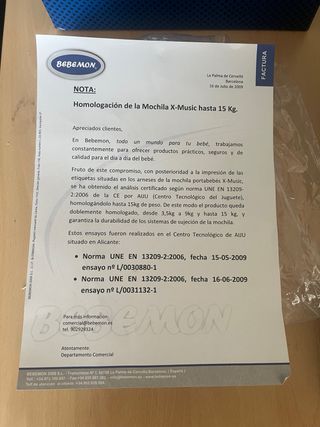 BEBEMON
La Palma de Cervelló
Barcelona
16 de Julio de 2009
FACTURA
NOTA:
Homologación de la Mochila X-Music hasta 15 Kg.
Apreciados clientes,
En Bebemon, todo un mundo para tu bebé, trabajamos
constantemente para ofrecer productos prácticos, seguros y de
calidad para el día a día del bebé.
Fruto de este compromiso, con posterioridad a la impresión de las
etiquetas situadas en los arneses de la mochila portabebés X-Music,
se ha obtenido el análisis certificado según norma UNE EN 13209-
2:2006 de la CE por AIJU (Centro Tecnológico del Juguete),
homologándolo hasta 15kg de peso. De este modo el producto queda
doblemente homologado, desde 3,5kg a 9kg y hasta 15 kg, y
garantiza la durabilidad de los sistemas de sujeción de la mochila.
Estos ensayos fueron realizados en el Centro Tecnológico de AIJU
situado en Alicante:
• Norma UNE EN 13209-2:2006, fecha 15-05-2009
ensayo nº L/0030880-1
• Norma UNE EN 13209-2:2006, fecha 16-06-2009
ensayo nº L/0031132-1
Para más información:
comercial@bebemon.es
tel. 902929324
BEBEMON
Atentamente.
Departamento Comercial
BEBEMON 2000 S.L.